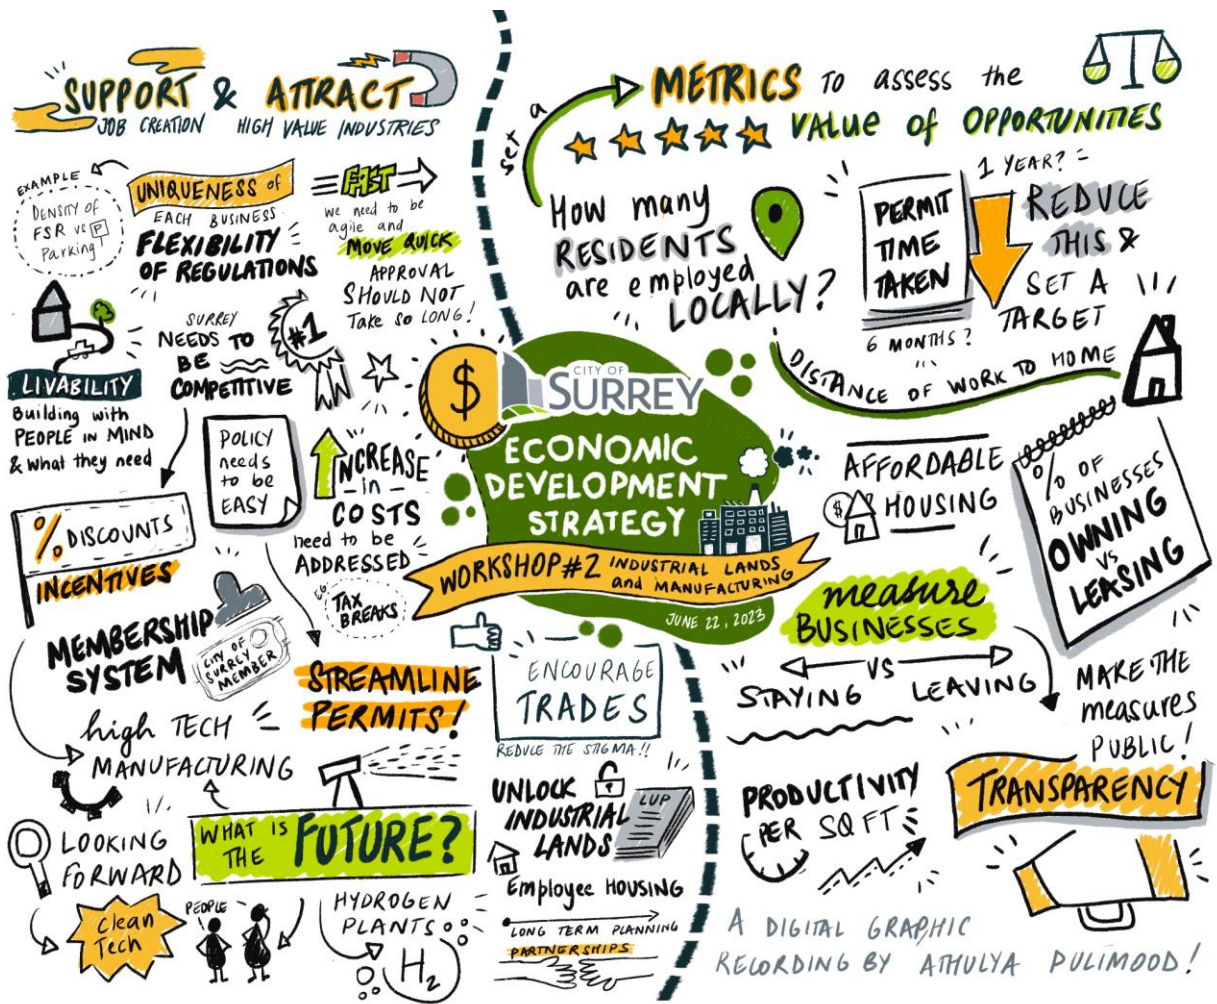 SUPPORT & ATTRACT
JOB CREATION HIGH VALUE INDUSTRIES
EXAMPLE
DENSITY OF
FSR vs P
Parking
UNIQUENESS of
EACH BUSINESS
FLEXIBILITY
OF REGULATIONS
FAST
We need to be
agile and
MOVE QUICK
APPROVAL
SHOULD NOT
Take so LONG!
LIVABILITY
Building with
PEOPLE IN MIND
& what they need
SURREY
NEEDS TO
BE
COMPETITIVE
#1
POLICY
needs
to be
EASY
INCREASE
in
COSTS
need to be
ADDRESSED
EG.
TAX
BREAKS
% DISCOUNTS
INCENTIVES
MEMBERSHIP
SYSTEM
CITY OF
SURREY
MEMBER
STREAMLINE
PERMITS!
high TECH
MANUFACTURING
LOOKING
FORWARD
Clean
Tech
WHAT IS
THE FUTURE?
PEOPLE
HYDROGEN
PLANTS
H2
$
CITY OF
SURREY
ECONOMIC
DEVELOPMENT
STRATEGY
WORKSHOP #2 INDUSTRIAL LANDS
and MANUFACTURING
JUNE 22, 2023
ENCOURAGE
TRADES
REDUCE THE STIGMA!!
UNLOCK
INDUSTRIAL
LANDS
LUP
Employee HOUSING
LONG TERM PLANNING
PARTNERSHIPS
set a
METRICS TO assess the
VALUE of OPPORTUNITIES
HOW many
RESIDENTS
are employed
LOCALLY?
PERMIT
TIME
TAKEN
6 MONTHS?
1 YEAR?
REDUCE
THIS &
SET A
TARGET
DISTANCE OF WORK TO HOME
AFFORDABLE
$ HOUSING
% OF
BUSINESSES
OWNING
VS
LEASING
measure
BUSINESSES
STAYING VS LEAVING
MAKE THE
measures
PUBLIC!
TRANSPARENCY
PRODUCTIVITY
PER SQ FT
A DIGITAL GRAPHIC
RECORDING BY ATHULYA PULIMOOD!